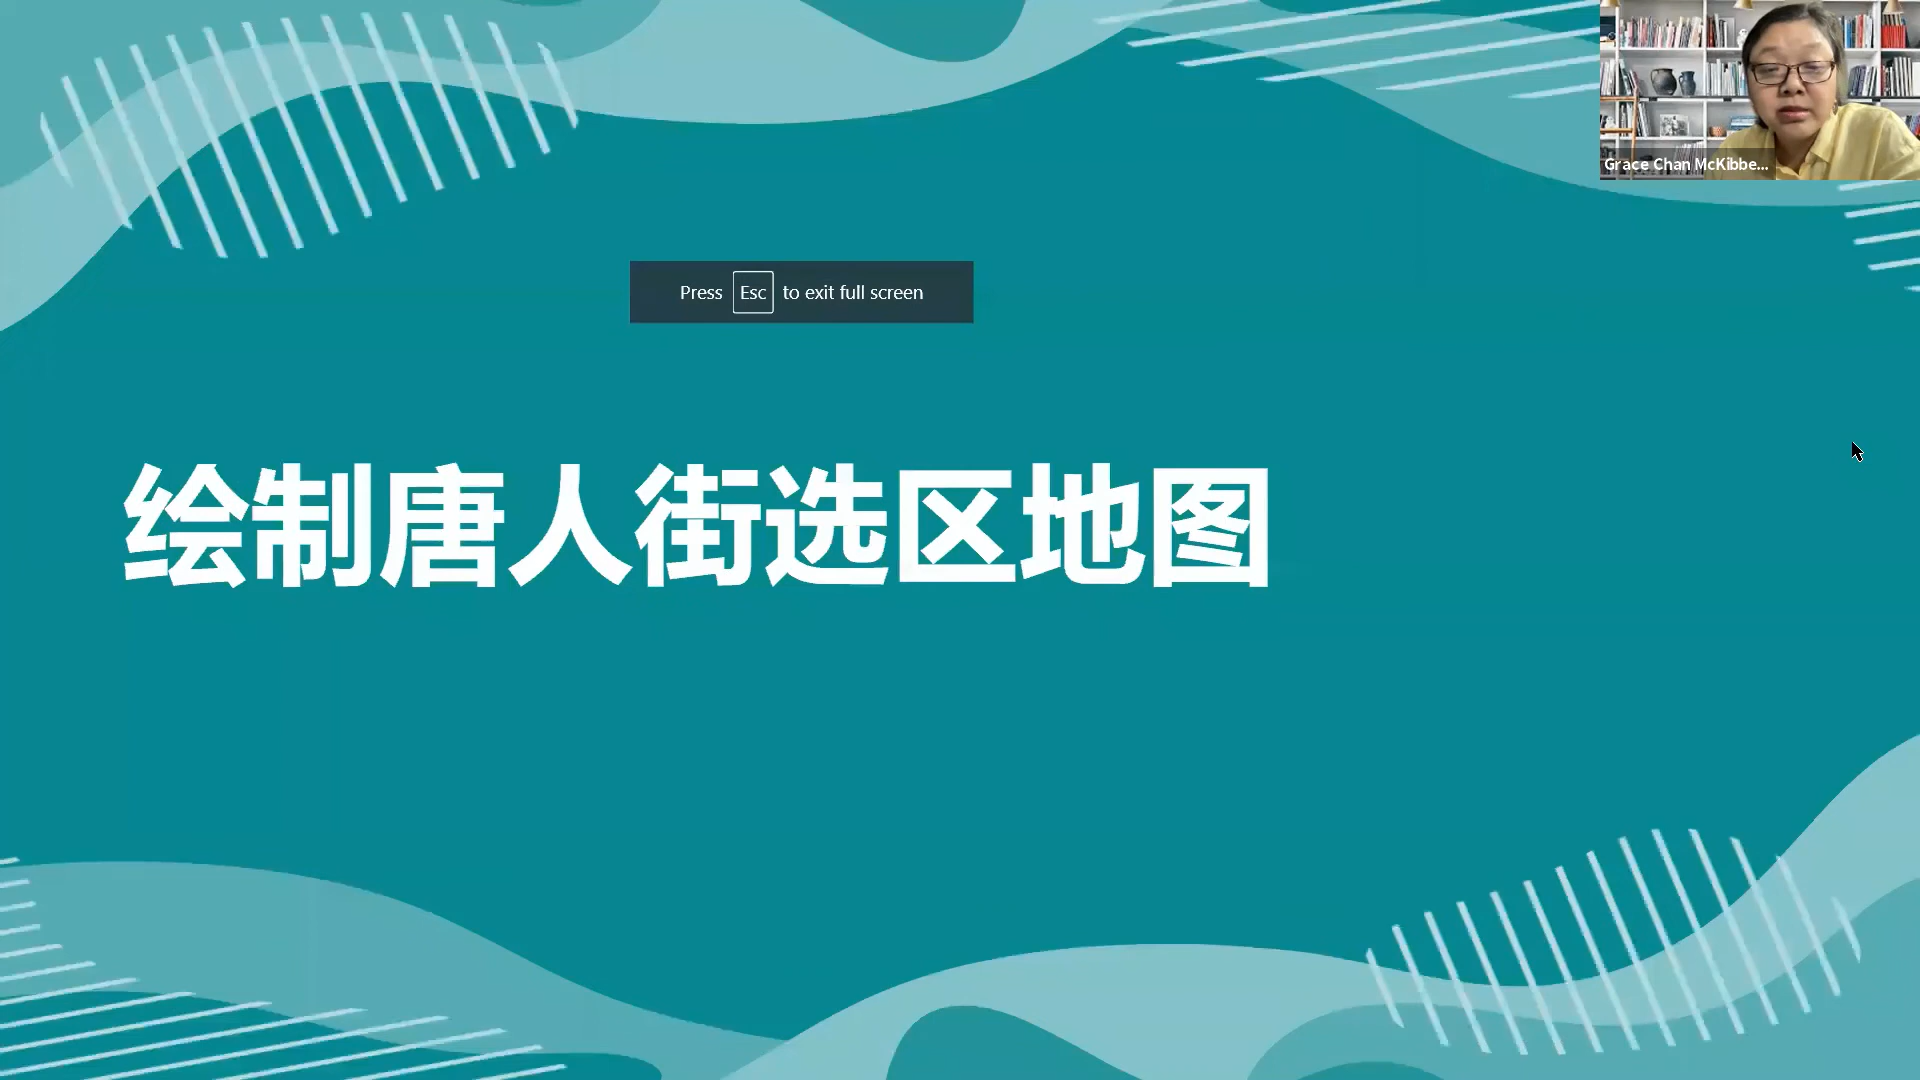 Grace Chan McKibbe...
Press Esc to exit full screen
绘制唐人街选区地图